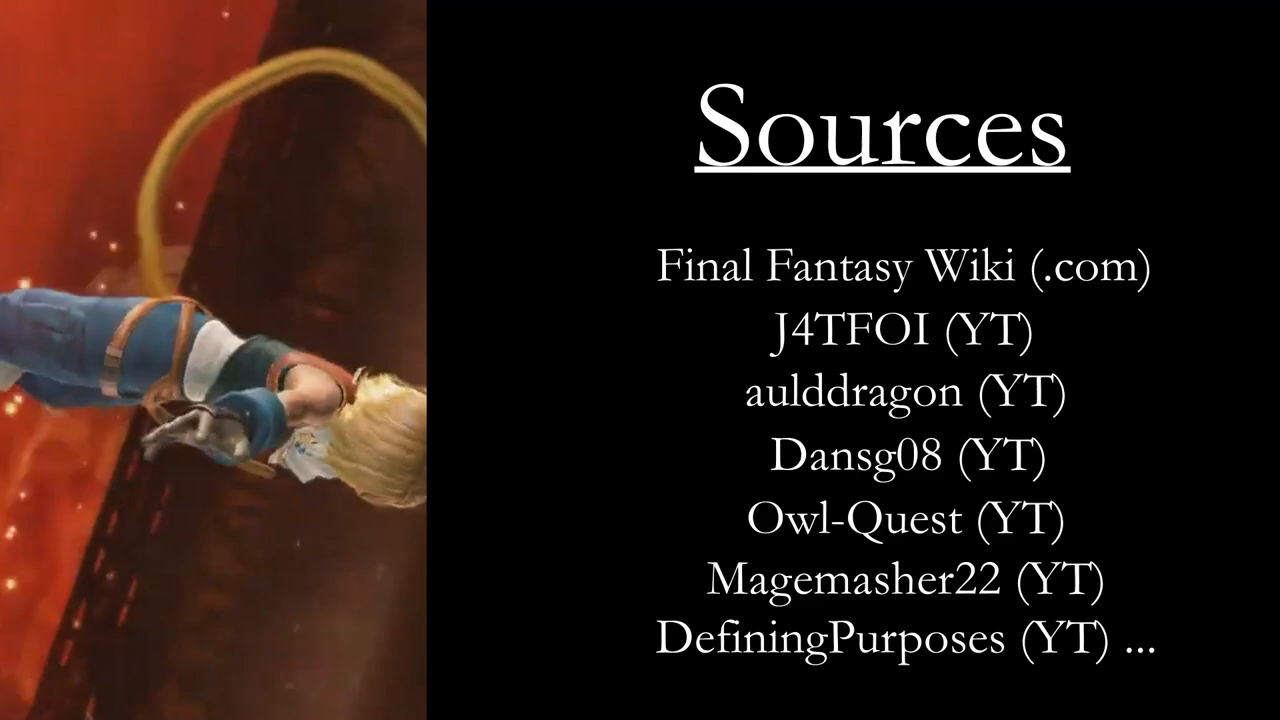 Sources
Final Fantasy Wiki (.com)
J4TFOI (YT)
aulddragon (YT)
Dansg08 (YT)
Owl-Quest (YT)
Magemasher22 (YT)
DefiningPurposes (YT) ...